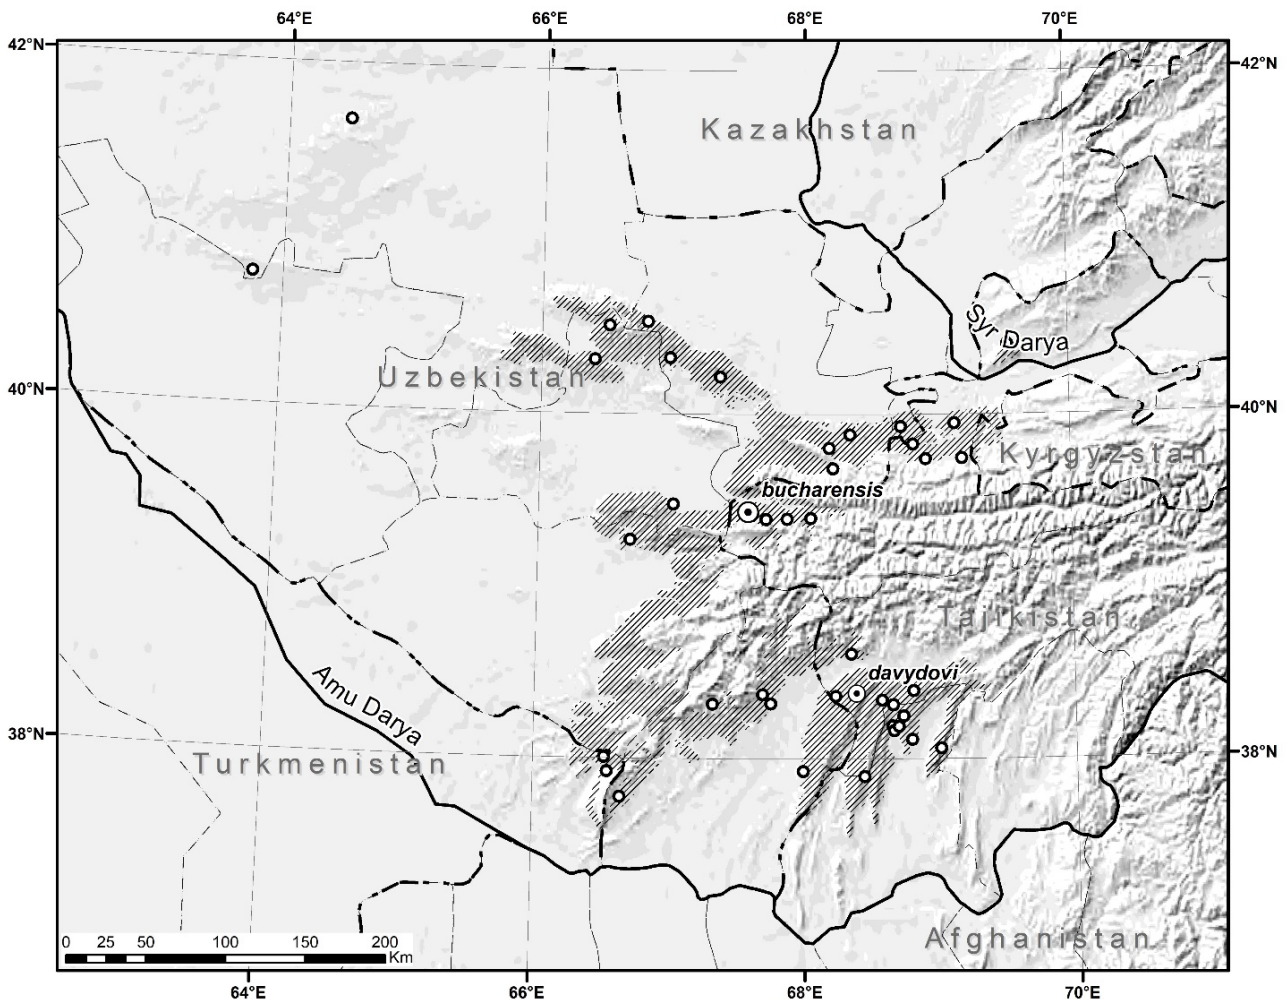 64°E 66°E 68°E 70°E
42°N 42°N
Kazakhstan
Syr Darya
Uzbekistan
40°N 40°N
Kyrgyzstan
bucharensis
Tajikistan
davydovi
Amu Darya
38°N 38°N
Turkmenistan
Afghanistan
0 25 50 100 150 200
Km
64°E 66°E 68°E 70°E